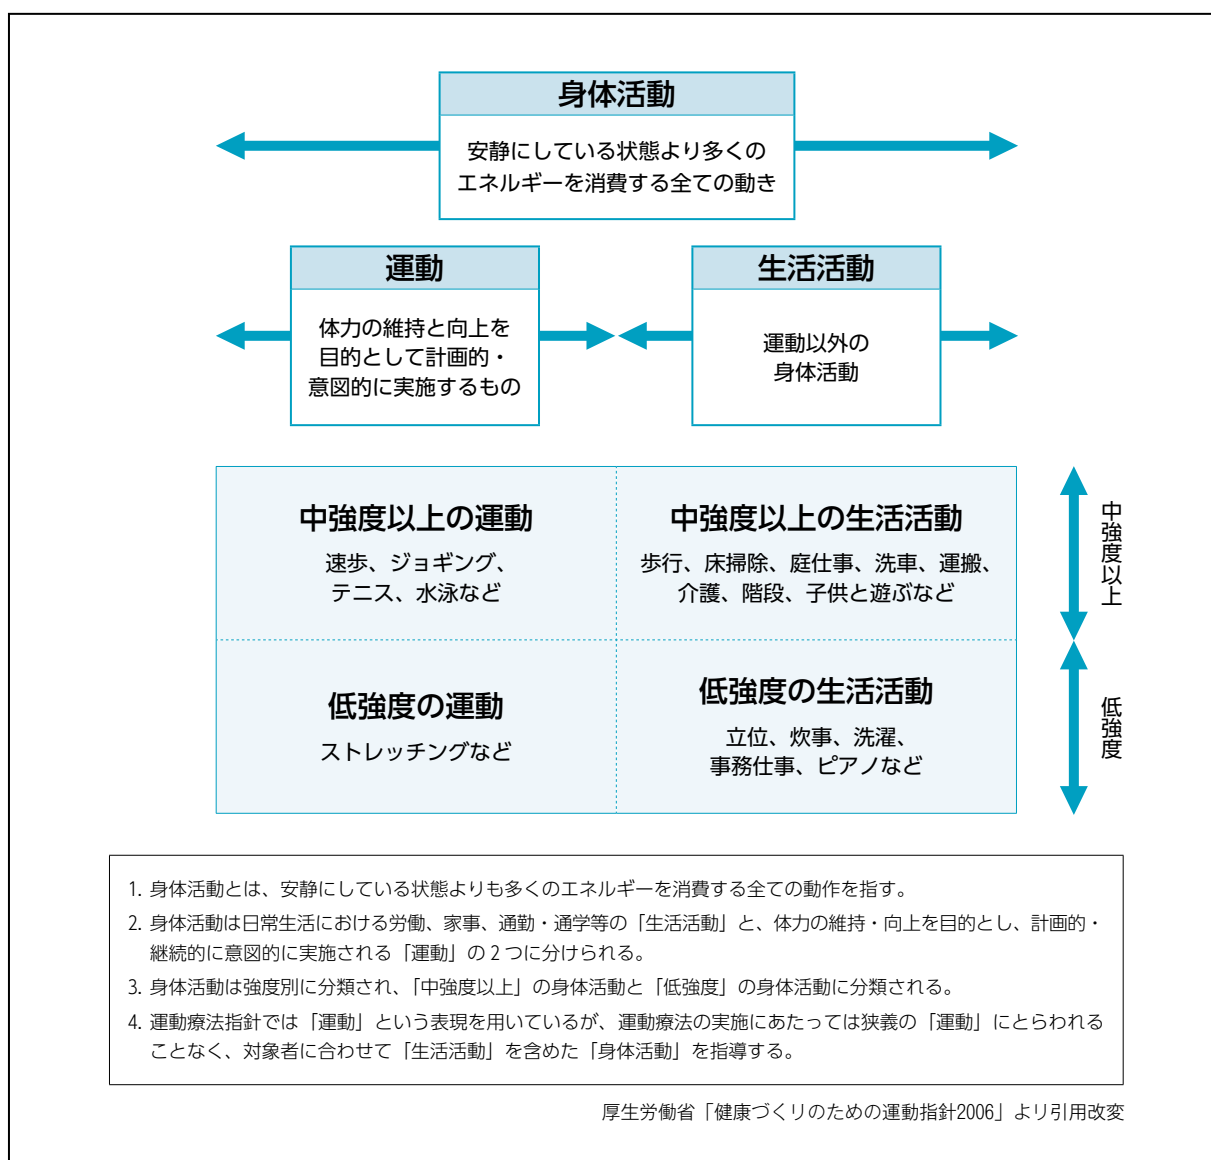 身体活動
安静にしている状態より多くの
エネルギーを消費する全ての動き
運動
体力の維持と向上を
目的として計画的・
意図的に実施するもの
生活活動
運動以外の
身体活動
中強度以上の運動
速歩、ジョギング、
テニス、水泳など
中強度以上の生活活動
歩行、床掃除、庭仕事、洗車、運搬、
介護、階段、子供と遊ぶなど
中強度以上
低強度の運動
ストレッチングなど
低強度の生活活動
立位、炊事、洗濯、
事務仕事、ピアノなど
低強度
1. 身体活動とは、安静にしている状態よりも多くのエネルギーを消費する全ての動作を指す。
2. 身体活動は日常生活における労働、家事、通勤・通学等の「生活活動」と、体力の維持・向上を目的とし、計画的・
継続的に意図的に実施される「運動」の2つに分けられる。
3. 身体活動は強度別に分類され、「中強度以上」の身体活動と「低強度」の身体活動に分類される。
4. 運動療法指針では「運動」という表現を用いているが、運動療法の実施にあたっては狭義の「運動」にとらわれる
ことなく、対象者に合わせて「生活活動」を含めた「身体活動」を指導する。
厚生労働省「健康づくりのための運動指針2006」より引用改変